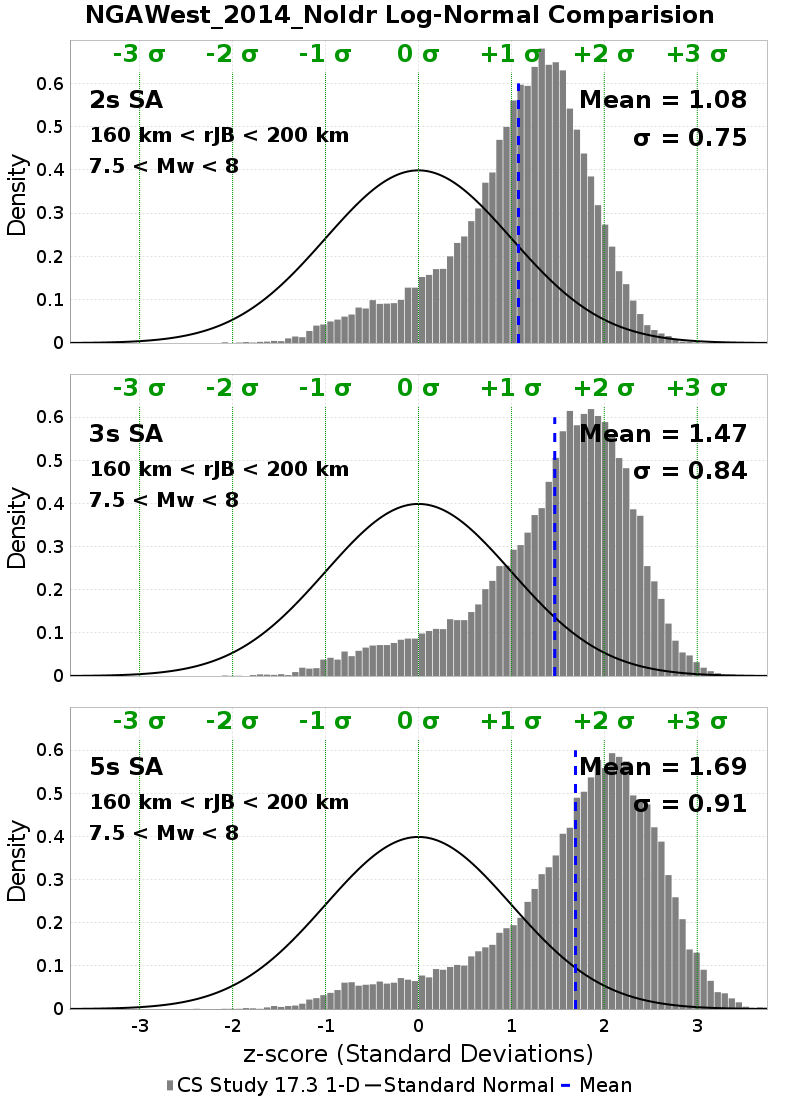 NGAWest_2014_NoIdr Log-Normal Comparision
-3 σ -2 σ -1 σ 0 σ +1 σ +2 σ +3 σ
0.6
2s SA
Mean = 1.08
0.5
160 km < rJB < 200 km
σ = 0.75
7.5 < Mw < 8
0.4
0.3
0.2
0.1
0
Density
-3 σ -2 σ -1 σ 0 σ +1 σ +2 σ +3 σ
0.6
3s SA
Mean = 1.47
0.5
160 km < rJB < 200 km
σ = 0.84
7.5 < Mw < 8
0.4
0.3
0.2
0.1
0
Density
-3 σ -2 σ -1 σ 0 σ +1 σ +2 σ +3 σ
0.6
5s SA
Mean = 1.69
0.5
160 km < rJB < 200 km
σ = 0.91
7.5 < Mw < 8
0.4
0.3
0.2
0.1
0
Density
-3 -2 -1 0 1 2 3
z-score (Standard Deviations)
CS Study 17.3 1-D Standard Normal Mean